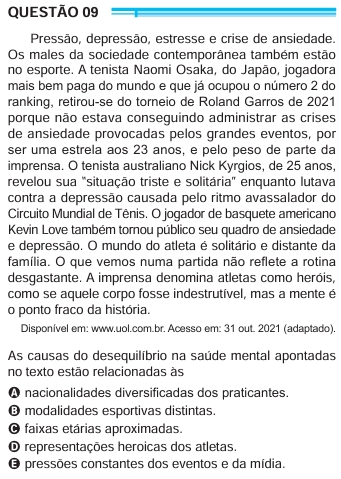 QUESTÃO 09
Pressão, depressão, estresse e crise de ansiedade.
Os males da sociedade contemporânea também estão
no esporte. A tenista Naomi Osaka, do Japão, jogadora
mais bem paga do mundo e que já ocupou o número 2 do
ranking, retirou-se do torneio de Roland Garros de 2021
porque não estava conseguindo administrar as crises
de ansiedade provocadas pelos grandes eventos, por
ser uma estrela aos 23 anos, e pelo peso de parte da
imprensa. O tenista australiano Nick Kyrgios, de 25 anos,
revelou sua “situação triste e solitária” enquanto lutava
contra a depressão causada pelo ritmo avassalador do
Circuito Mundial de Tênis. O jogador de basquete americano
Kevin Love também tornou público seu quadro de ansiedade
e depressão. O mundo do atleta é solitário e distante da
família. O que vemos numa partida não reflete a rotina
desgastante. A imprensa denomina atletas como heróis,
como se aquele corpo fosse indestrutível, mas a mente é
o ponto fraco da história.
Disponível em: www.uol.com.br. Acesso em: 31 out. 2021 (adaptado).
As causas do desequilíbrio na saúde mental apontadas
no texto estão relacionadas às
A nacionalidades diversificadas dos praticantes.
B modalidades esportivas distintas.
C faixas etárias aproximadas.
D representações heroicas dos atletas.
E pressões constantes dos eventos e da mídia.